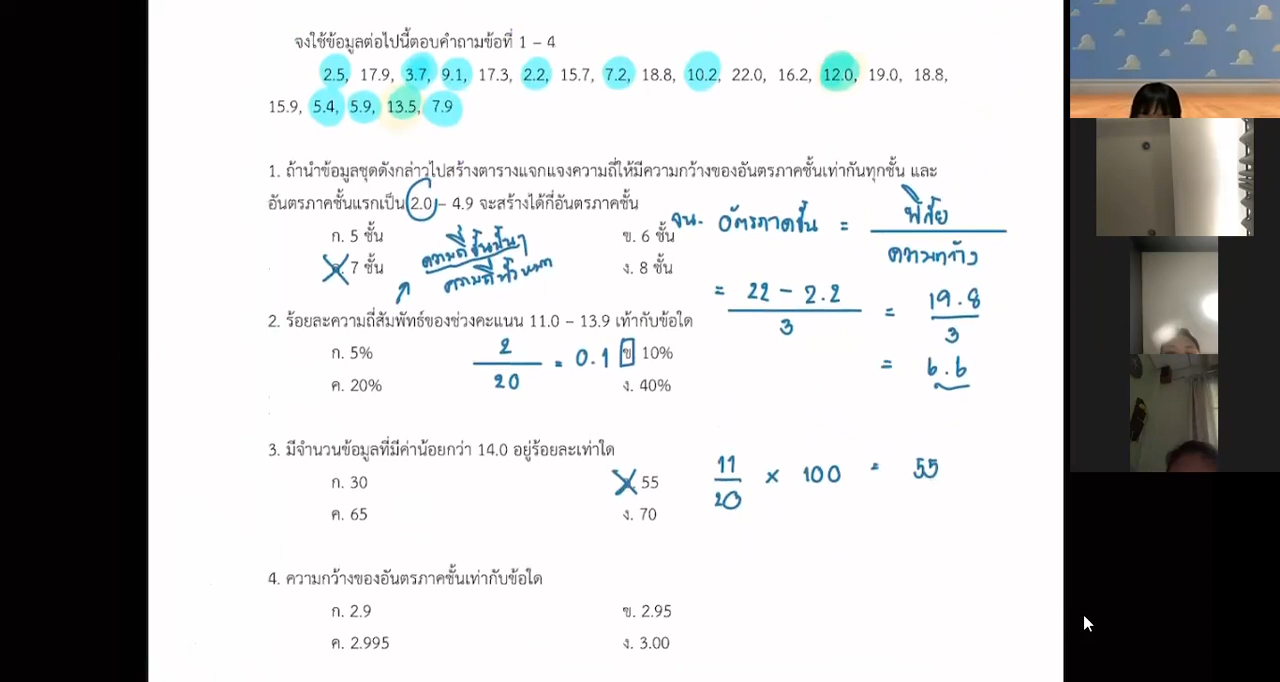 จงใช้ข้อมูลต่อไปนี้ตอบคำถามข้อที่ 1 – 4
2.5, 17.9, 3.7, 9.1, 17.3, 2.2, 15.7, 7.2, 18.8, 10.2, 22.0, 16.2, 12.0, 19.0, 18.8,
15.9, 5.4, 5.9, 13.5, 7.9
1. ถ้านำข้อมูลชุดดังกล่าวไปสร้างตารางแจกแจงความถี่ให้มีความกว้างของอันตรภาคชั้นเท่ากันทุกชั้น และ
อันตรภาคชั้นแรกเป็น 2.0 – 4.9 จะสร้างได้กี่อันตรภาคชั้น
ก. 5 ชั้น ข. 6 ชั้น
7 ชั้น ง. 8 ชั้น
ความถี่ชั้นนั้นๆ
ความถี่ทั้งหมด
จน. อัตรภาคชั้น = พิสัย
ความกว้าง
= 22 – 2.2 = 19.8
3 3
= 6.6
2. ร้อยละความถี่สัมพัทธ์ของช่วงคะแนน 11.0 – 13.9 เท่ากับข้อใด
ก. 5% ข 10%
ค. 20% ง. 40%
2 = 0.1
20
3. มีจำนวนข้อมูลที่มีค่าน้อยกว่า 14.0 อยู่ร้อยละเท่าใด
ก. 30 55
ค. 65 ง. 70
11 × 100 = 55
20
4. ความกว้างของอันตรภาคชั้นเท่ากับข้อใด
ก. 2.9 ข. 2.95
ค. 2.995 ง. 3.00